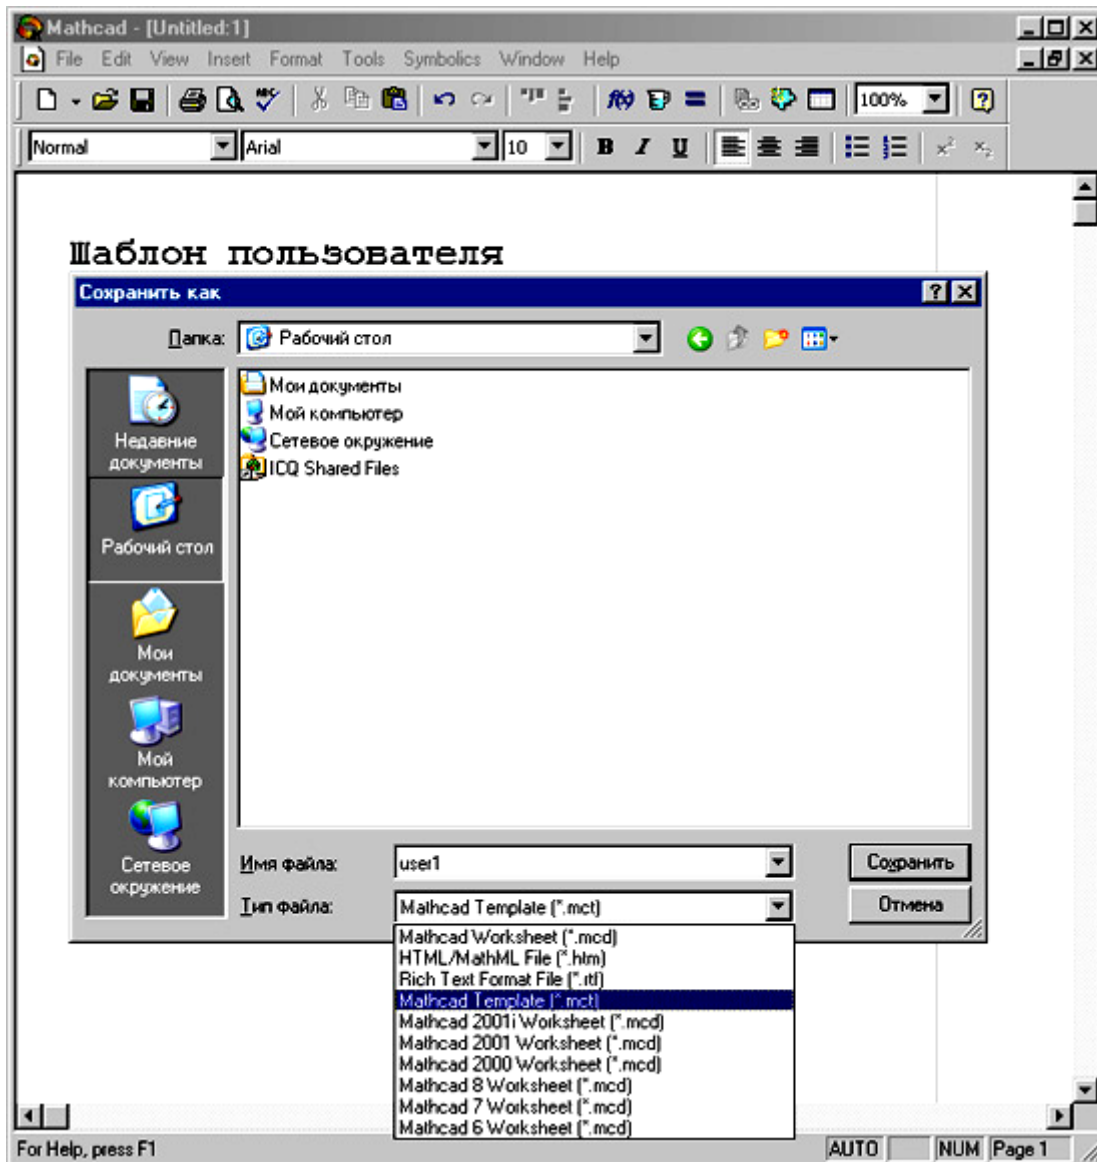 Mathcad - [Untitled:1]
File Edit View Insert Format Tools Symbolics Window Help
100%
Normal Arial 10 B I U
Шаблон пользователя
Сохранить как
Папка: Рабочий стол
Недавние
документы
Рабочий стол
Мои
документы
Мой
компьютер
Сетевое
окружение
Мои документы
Мой компьютер
Сетевое окружение
ICQ Shared Files
Имя файла: user1 Сохранить
Тип файла: Mathcad Template (*.mct) Отмена
Mathcad Worksheet (*.mcd)
HTML/MathML File (*.htm)
Rich Text Format File (*.rtf)
Mathcad Template (*.mct)
Mathcad 2001i Worksheet (*.mcd)
Mathcad 2001 Worksheet (*.mcd)
Mathcad 2000 Worksheet (*.mcd)
Mathcad 8 Worksheet (*.mcd)
Mathcad 7 Worksheet (*.mcd)
Mathcad 6 Worksheet (*.mcd)
For Help, press F1 AUTO NUM Page 1